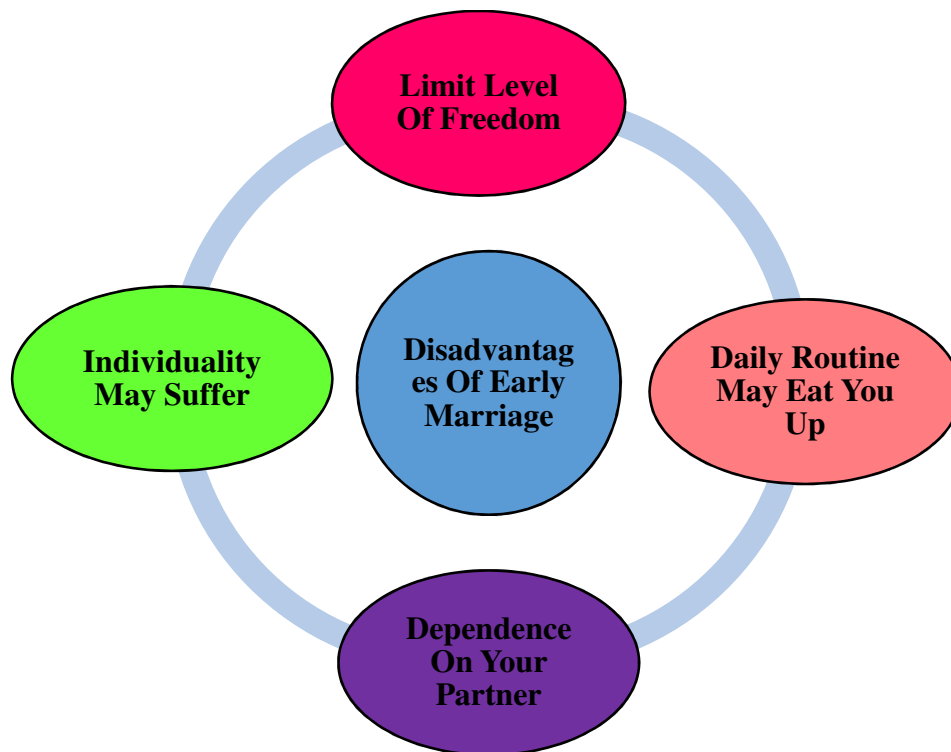 Limit Level
Of Freedom
Individuality
May Suffer
Disadvantag
es Of Early
Marriage
Daily Routine
May Eat You
Up
Dependence
On Your
Partner